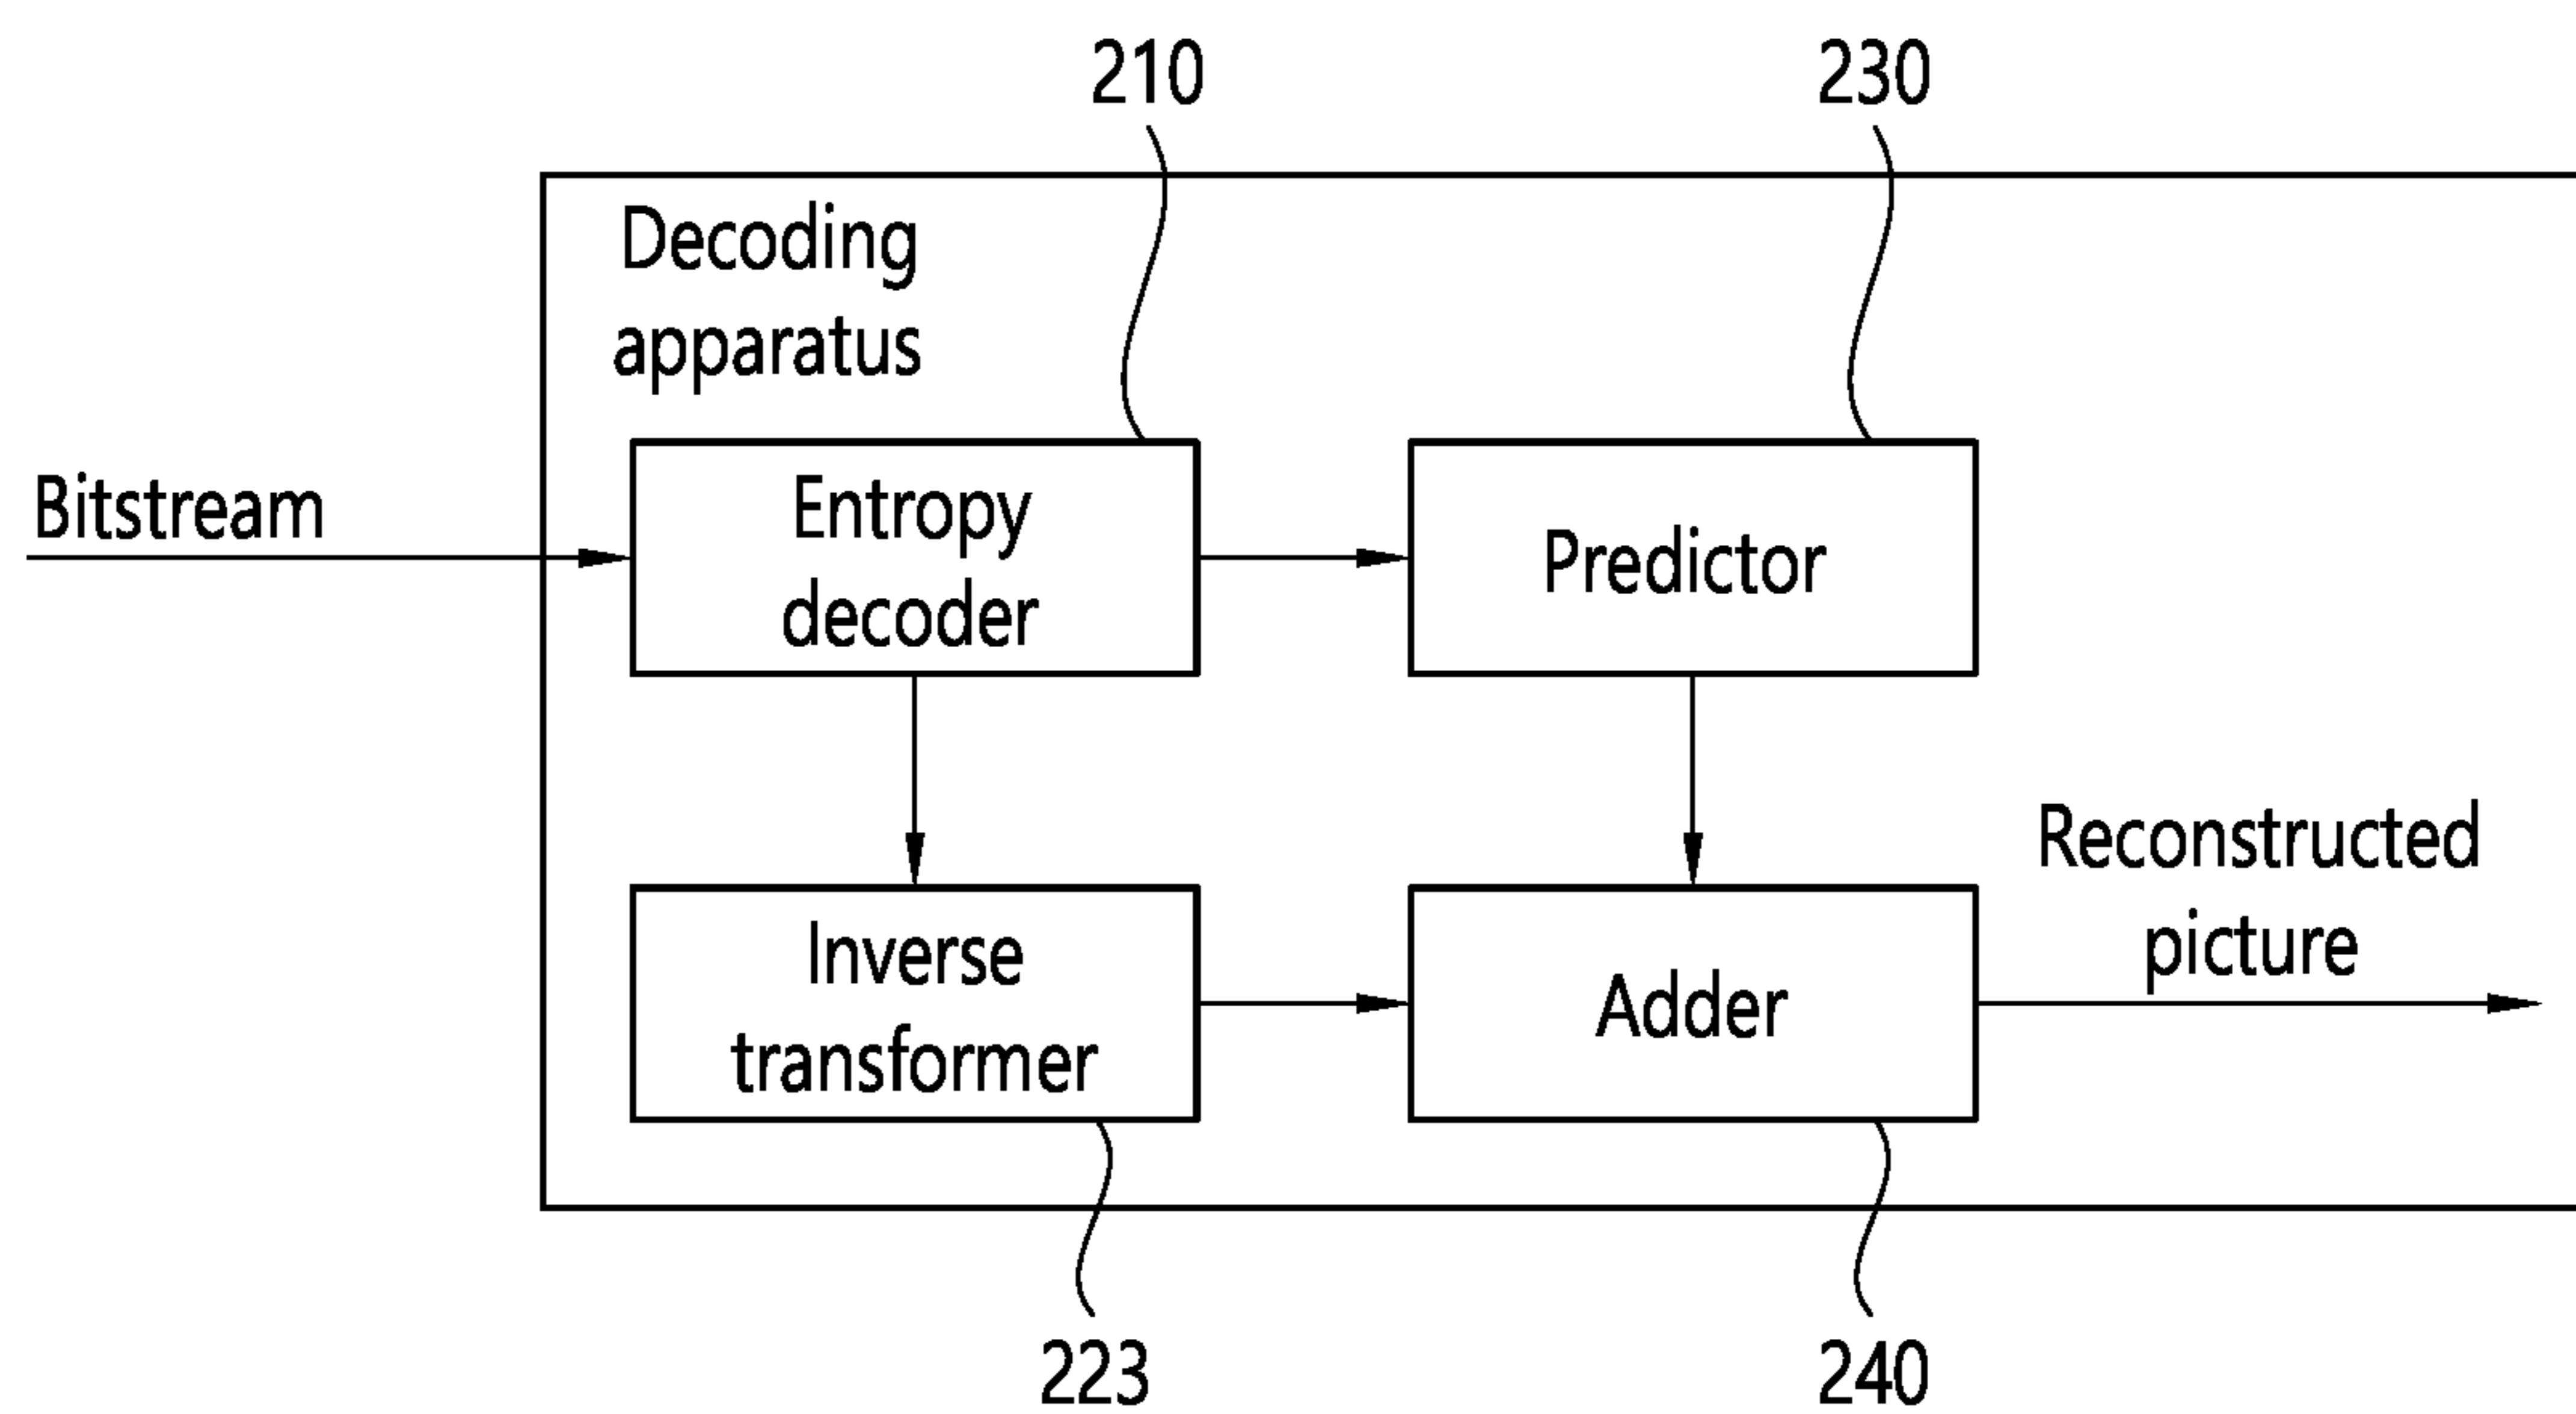 210
230
Decoding
apparatus
Bitstream
Entropy
decoder
Predictor
Inverse
transformer
Adder
Reconstructed
picture
223
240